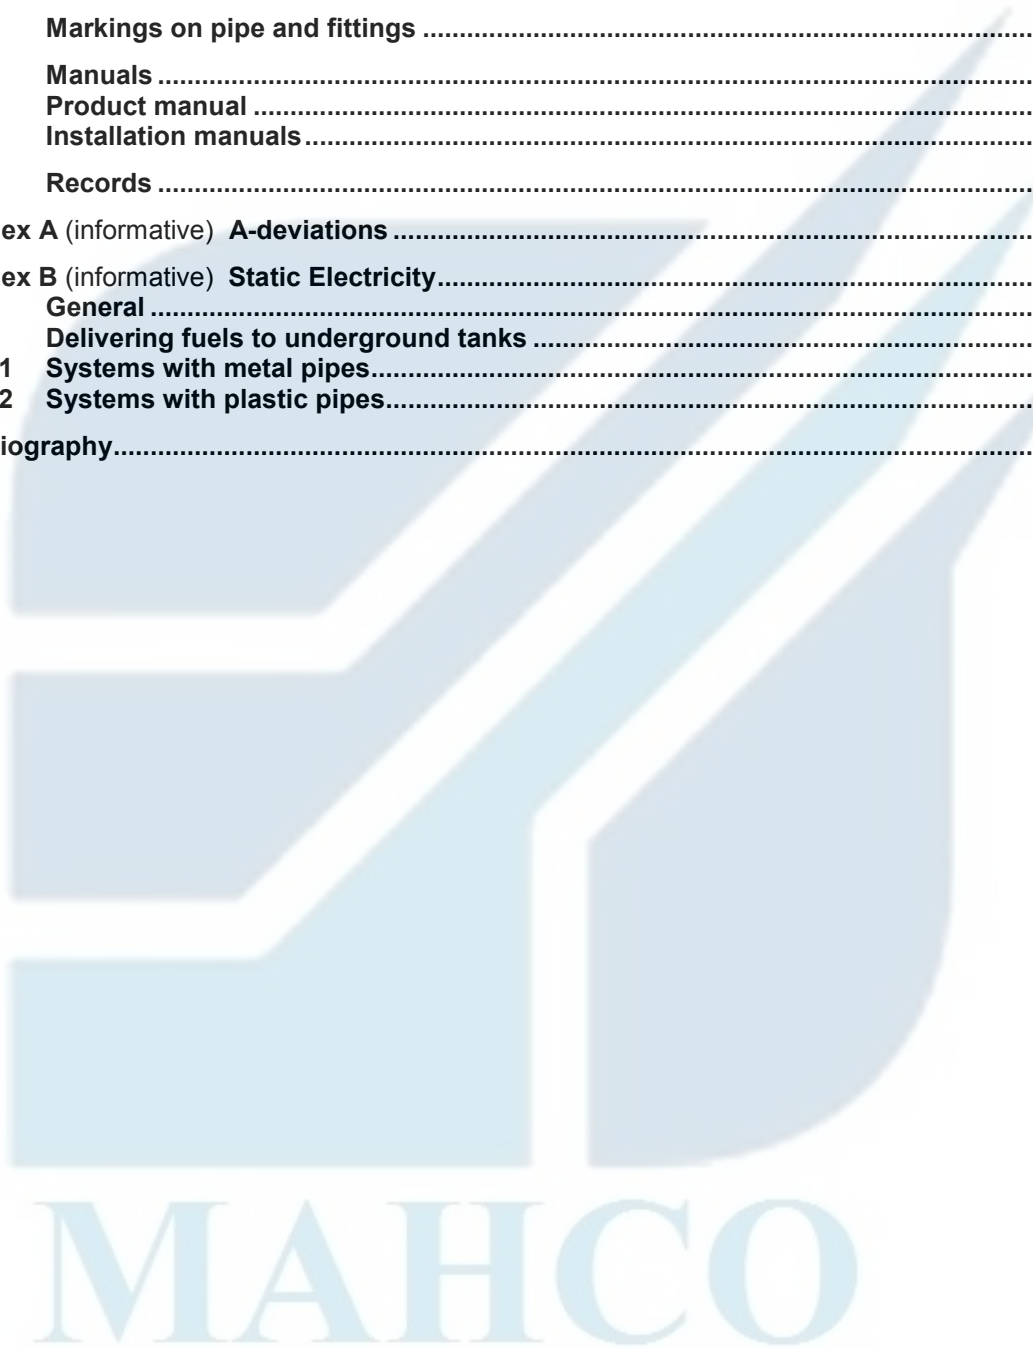 Markings on pipe and fittings ........................................................................................
Manuals ........................................................................................
Product manual ........................................................................................
Installation manuals ........................................................................................
Records ........................................................................................
ex A (informative) A-deviations ........................................................................................
ex B (informative) Static Electricity ........................................................................................
General ........................................................................................
Delivering fuels to underground tanks ........................................................................................
1 Systems with metal pipes ........................................................................................
2 Systems with plastic pipes ........................................................................................
iography ........................................................................................
MAHCO